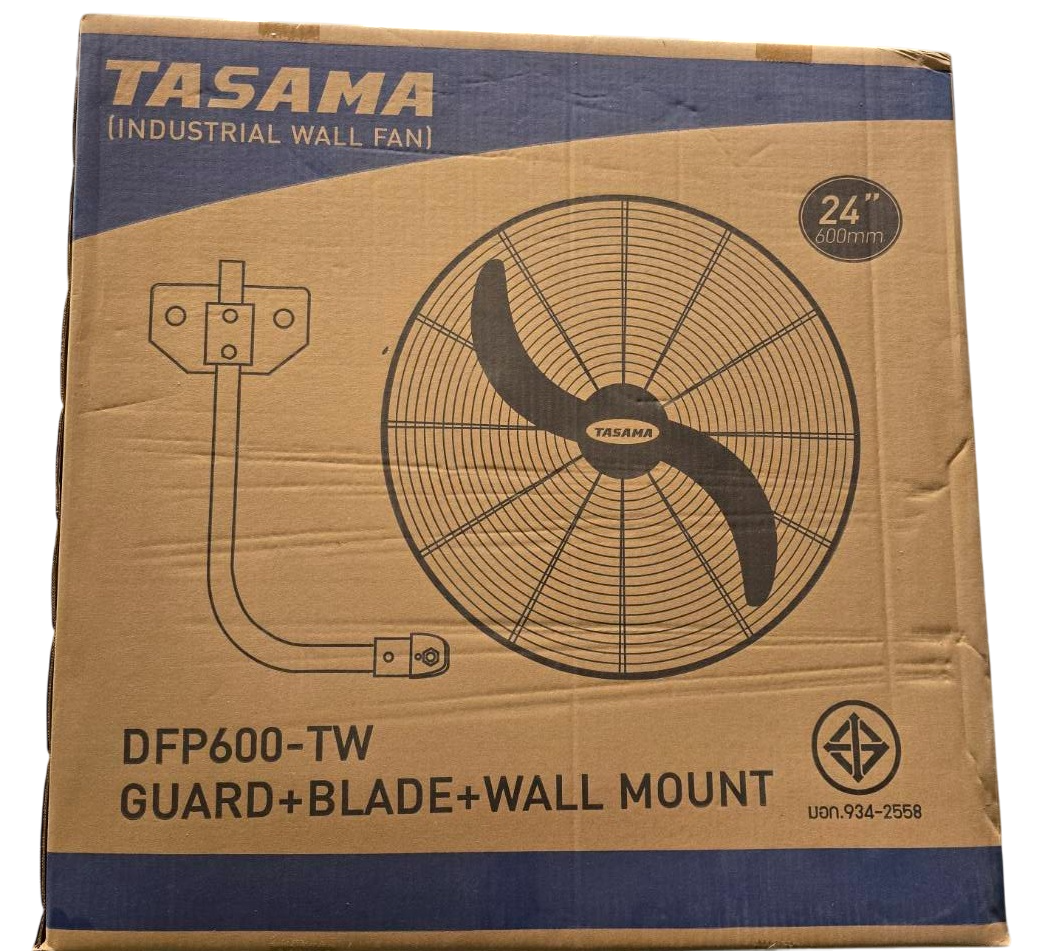 TASAMA
(INDUSTRIAL WALL FAN)
24”
600mm
TASAMA
DFP600-TW
GUARD+BLADE+WALL MOUNT
มอก.934-2558